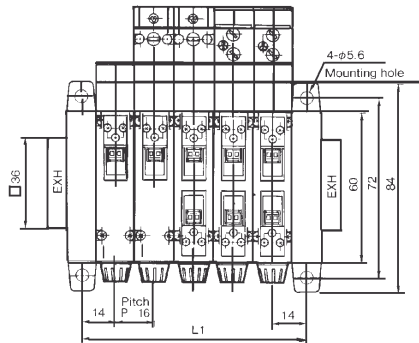 4-φ5.6
Mounting hole
□36
EXH
EXH
60
72
84
Pitch
14
P 16
14
L1